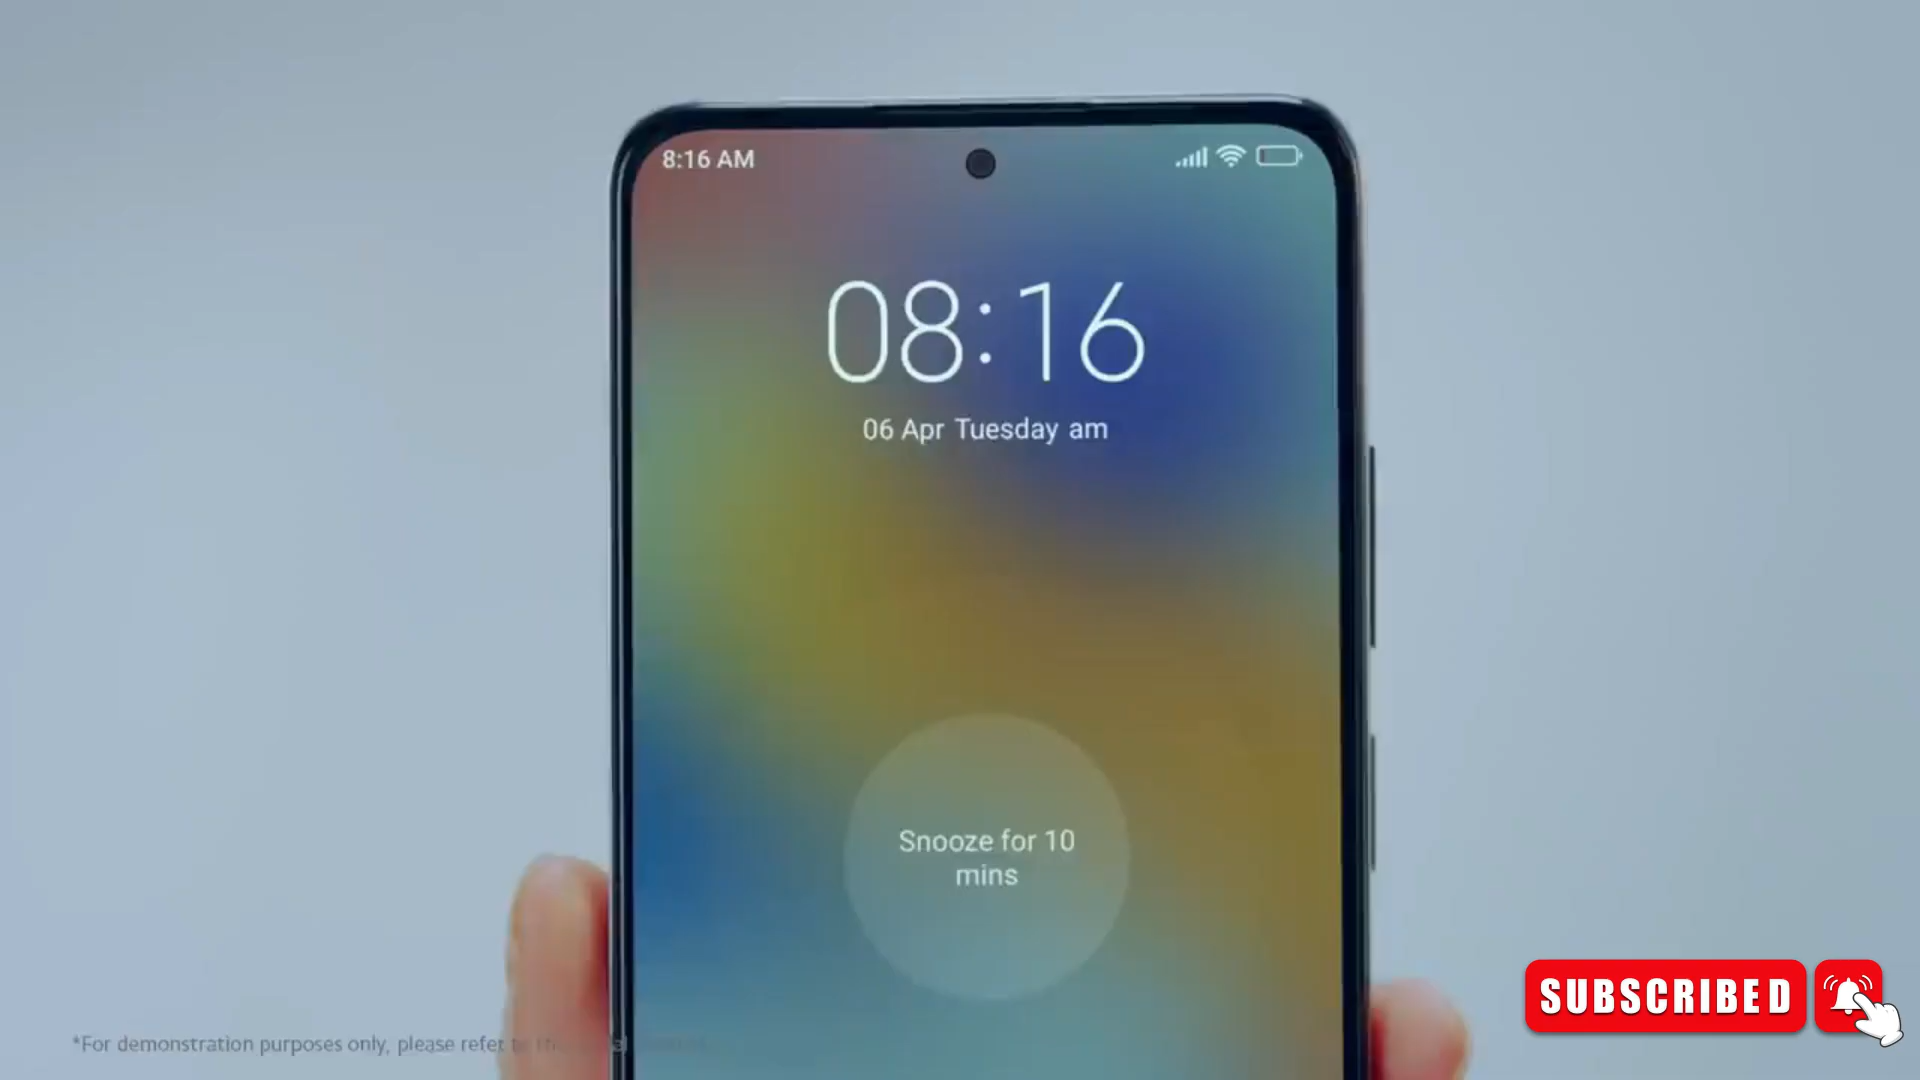 8:16 AM
08:16
06 Apr Tuesday am
Snooze for 10
mins
SUBSCRIBED
*For demonstration purposes only, please refer to